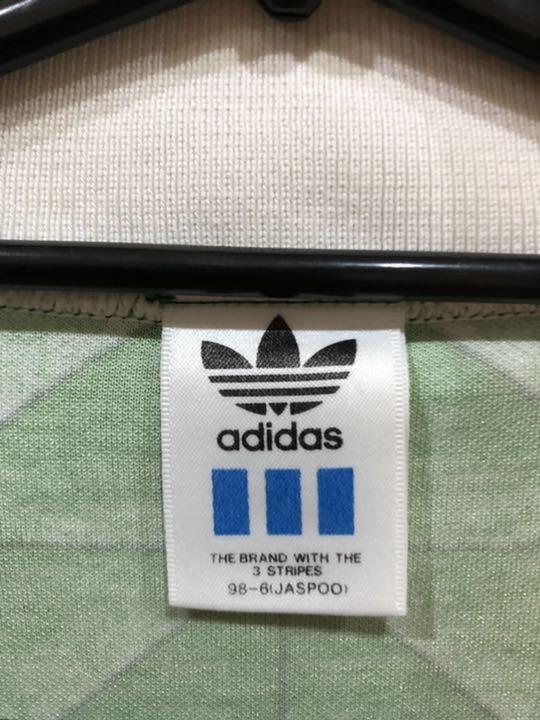 adidas
THE BRAND WITH THE
3 STRIPES
98-6(JASPOO)